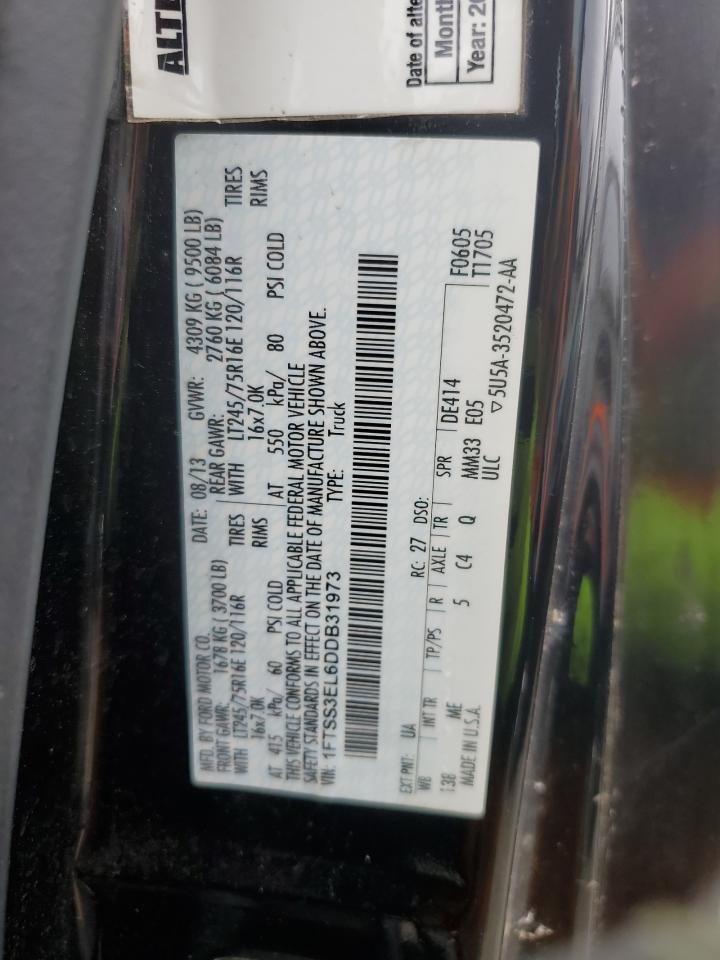 ALTE
Date of alte
Month
Year: 20
MFD. BY FORD MOTOR CO. DATE: 08/13 GVWR: 4309 KG ( 9500 LB)
FRONT GAWR: 1678 KG ( 3700 LB) REAR GAWR: 2760 KG ( 6084 LB)
WITH LT245/75R16E 120/116R TIRES WITH LT245/75R16E 120/116R TIRES
16x7.0K RIMS 16x7.0K RIMS
AT 415 kPa/ 60 PSI COLD AT 550 kPa/ 80 PSI COLD
THIS VEHICLE CONFORMS TO ALL APPLICABLE FEDERAL MOTOR VEHICLE
SAFETY STANDARDS IN EFFECT ON THE DATE OF MANUFACTURE SHOWN ABOVE.
VIN: 1FTSS3EL6DDB31973 TYPE: Truck
EXT PNT: UA RC: 27 DSO:
WB INT TR TP/PS R AXLE TR SPR DE414 F0605
138 ME 5 C4 Q MM33 E05 T1705
MADE IN U.S.A. ULC ▽5U5A-3520472-AA